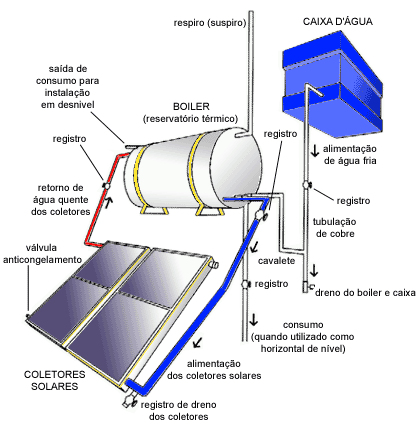 respiro (suspiro)
CAIXA D'ÁGUA
saída de
consumo para
instalação
em desnivel
BOILER
(reservatório térmico)
registro
registro
alimentação
de água fria
retorno de
água quente
dos coletores
registro
tubulação
de cobre
válvula
anticongelamento
cavalete
registro
dreno do boiler e caixa
consumo
(quando utilizado como
horizontal de nível)
alimentação
dos coletores solares
COLETORES
SOLARES
registro de dreno
dos coletores